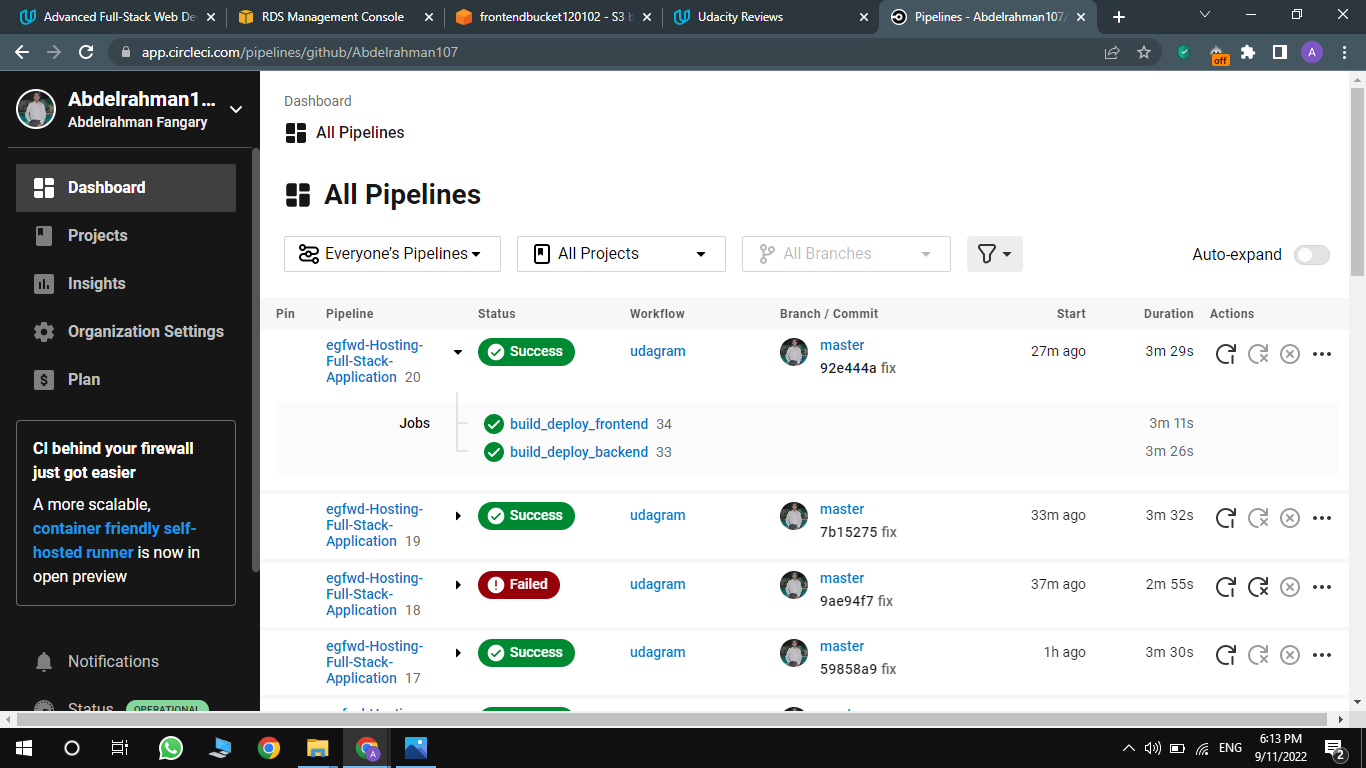 Advanced Full-Stack Web De
RDS Management Console
frontendbucket120102 - S3 b
Udacity Reviews
Pipelines - Abdelrahman107/
app.circleci.com/pipelines/github/Abdelrahman107
off
A
Abdelrahman1...
Abdelrahman Fangary
Dashboard
Projects
Insights
Organization Settings
Plan
CI behind your firewall
just got easier
A more scalable,
container friendly self-
hosted runner is now in
open preview
Notifications
Status OPERATIONAL
Dashboard
All Pipelines
All Pipelines
Everyone's Pipelines
All Projects
All Branches
Auto-expand
Pin Pipeline Status Workflow Branch / Commit Start Duration Actions
egfwd-Hosting-
Full-Stack-
Application 20
Success
udagram
master
92e444a fix
27m ago
3m 29s
Jobs
build_deploy_frontend 34
3m 11s
build_deploy_backend 33
3m 26s
egfwd-Hosting-
Full-Stack-
Application 19
Success
udagram
master
7b15275 fix
33m ago
3m 32s
egfwd-Hosting-
Full-Stack-
Application 18
Failed
udagram
master
9ae94f7 fix
37m ago
2m 55s
egfwd-Hosting-
Full-Stack-
Application 17
Success
udagram
master
59858a9 fix
1h ago
3m 30s
A
ENG
6:13 PM
9/11/2022
2